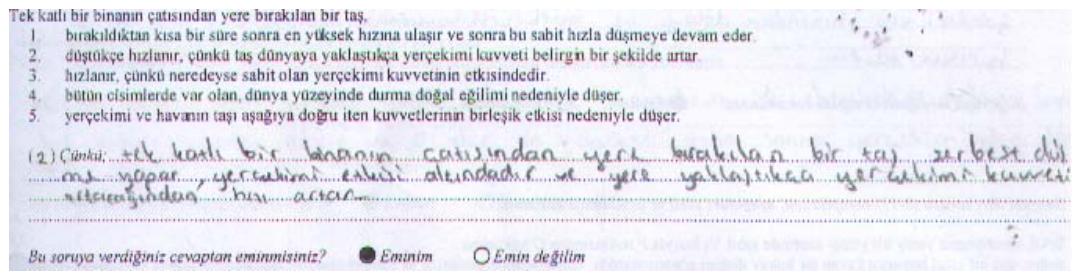 Tek katlı bir binanın çatısından yere bırakılan bir taş,
1. bırakıldıktan kısa bir süre sonra en yüksek hızına ulaşır ve sonra bu sabit hızla düşmeye devam eder.
2. düştükçe hızlanır, çünkü taş dünyaya yaklaştıkça yerçekimi kuvveti belirgin bir şekilde artar.
3. hızlanır, çünkü neredeyse sabit olan yerçekimi kuvvetinin etkisindedir.
4. bütün cisimlerde var olan, dünya yüzeyinde durma doğal eğilimi nedeniyle düşer.
5. yerçekimi ve havanın taşı aşağıya doğru iten kuvvetlerinin birleşik etkisi nedeniyle düşer.
(2) Çünkü; tek katlı bir binanın çatısından yere bırakılan bir taş serbest düş
me yapar, yerçekimi etkisi altındadır ve yere yaklaştıkça yerçekimi kuvveti
artacağından hızı artar.
Bu soruya verdiğiniz cevaptan eminmisiniz? Eminim Emin değilim